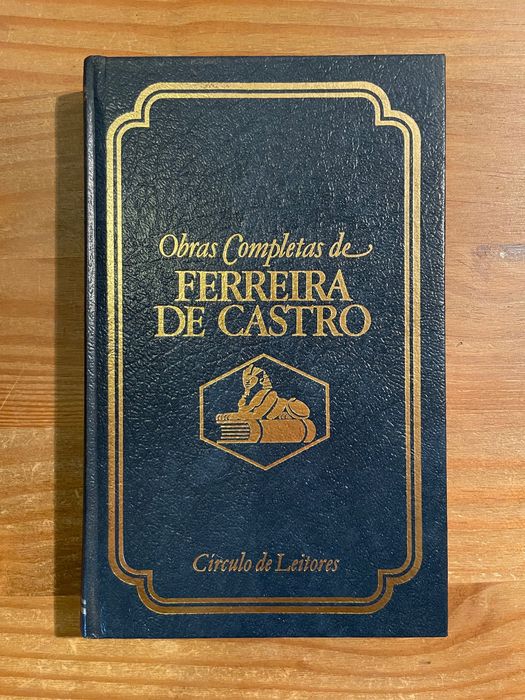 Obras Completas de
FERREIRA
DE CASTRO
Círculo de Leitores